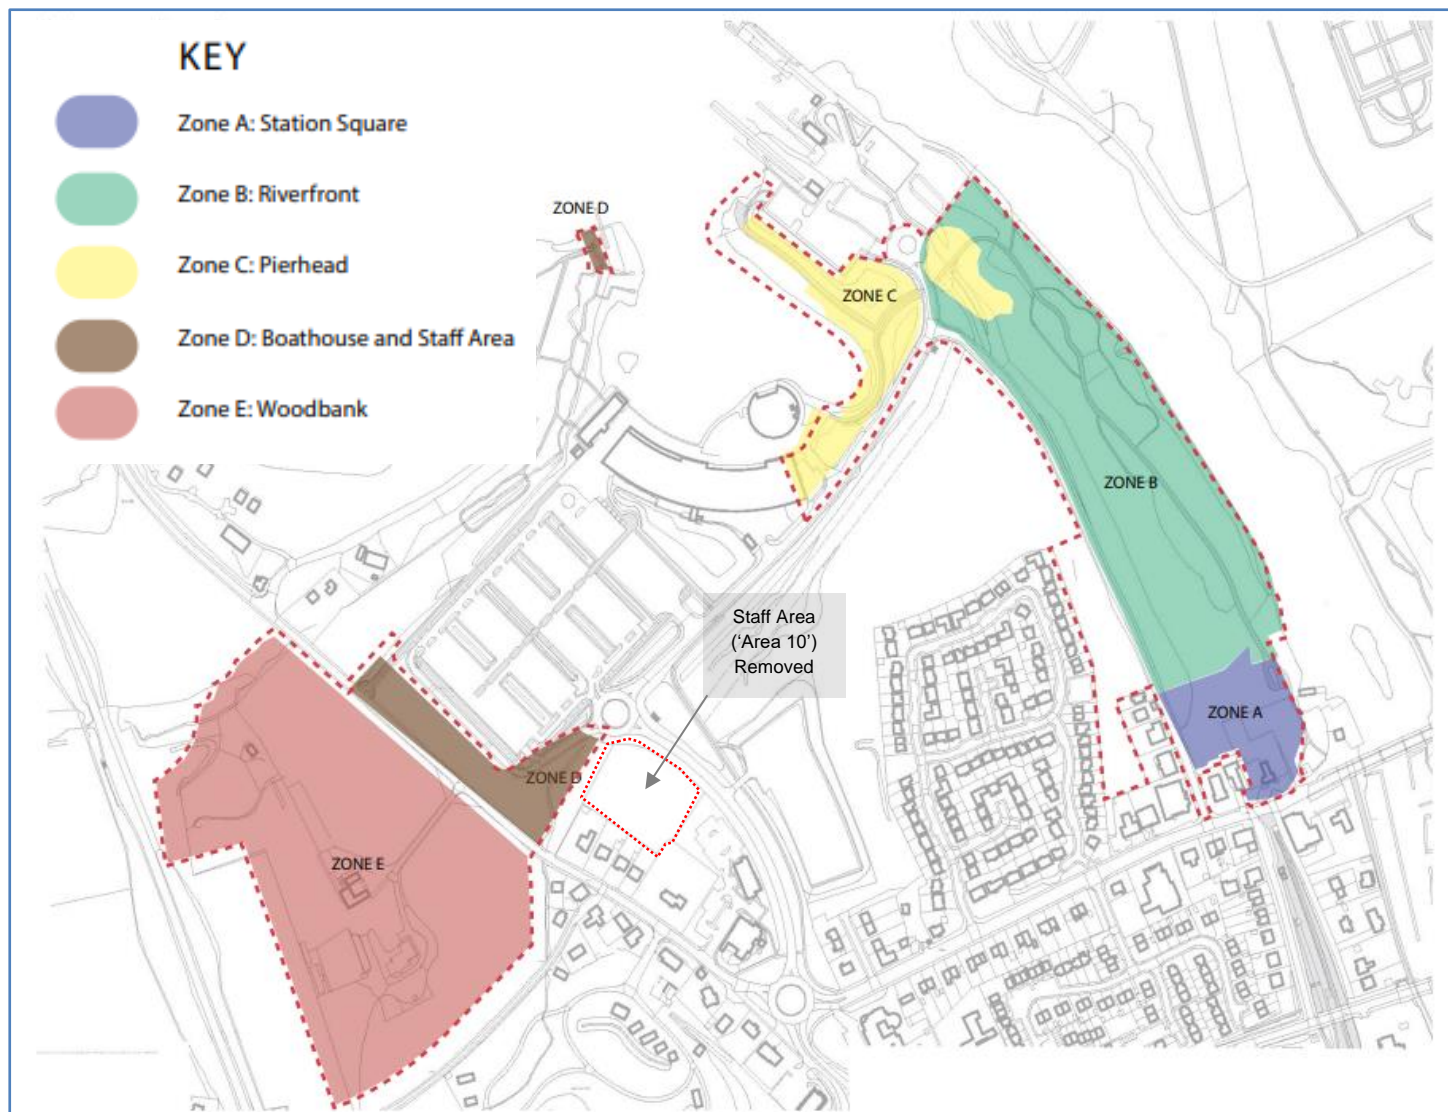 KEY
Zone A: Station Square
Zone B: Riverfront
Zone C: Pierhead
Zone D: Boathouse and Staff Area
Zone E: Woodbank
ZONE D
ZONE C
ZONE B
Staff Area
(‘Area 10’)
Removed
ZONE A
ZONE D
ZONE E